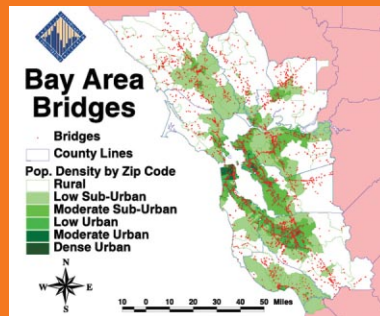 Bay Area
Bridges
Bridges
County Lines
Pop. Density by Zip Code
Rural
Low Sub-Urban
Moderate Sub-Urban
Low Urban
Moderate Urban
Dense Urban
N
W E
S
10 0 10 20 30 40 50 Miles